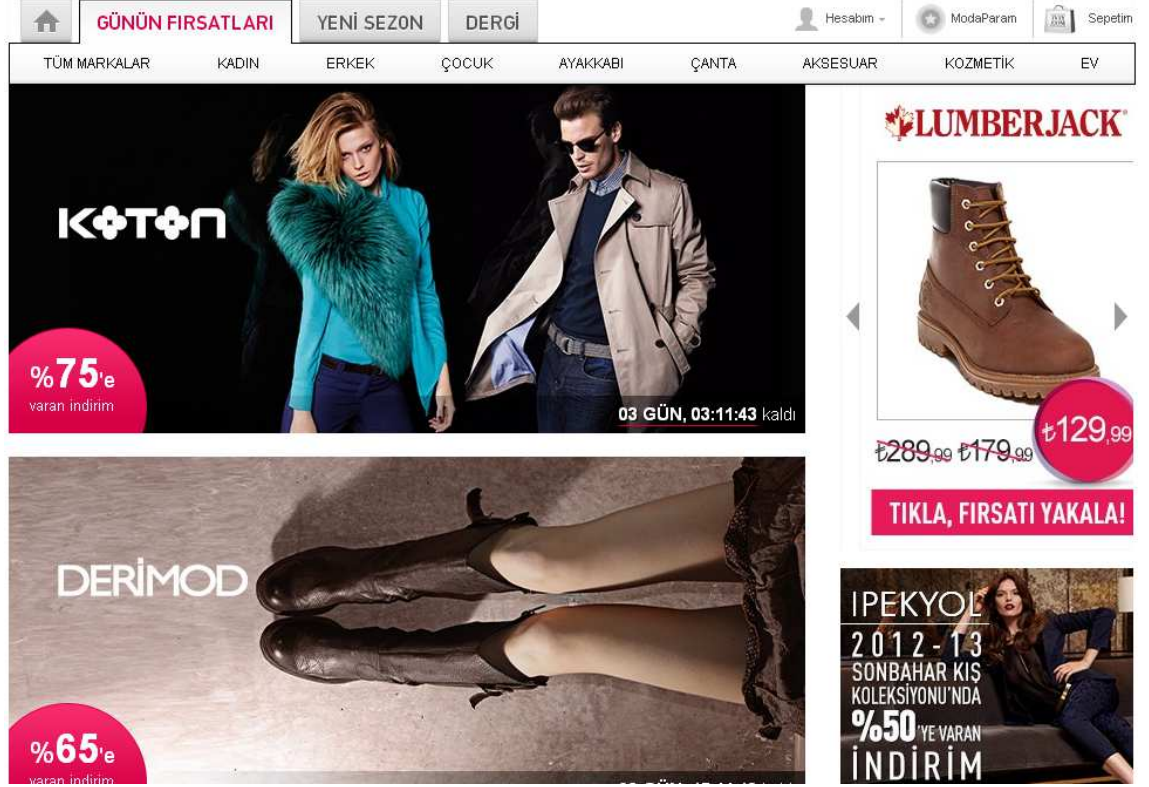 GÜNÜN FIRSATLARI
YENİ SEZON
DERGİ
Hesabım
ModaParam
Sepetim
TÜM MARKALAR
KADIN
ERKEK
ÇOCUK
AYAKKABI
ÇANTA
AKSESUAR
KOZMETİK
EV
KOTON
%75'e
varan indirim
03 GÜN, 03:11:43 kaldı
LUMBERJACK
₺289,99 ₺179,99
₺129,99
TIKLA, FIRSATI YAKALA!
DERİMOD
%65'e
varan indirim
IPEKYOL
2012-13
SONBAHAR KIŞ
KOLEKSİYONU'NDA
%50'YE VARAN
İNDİRİM